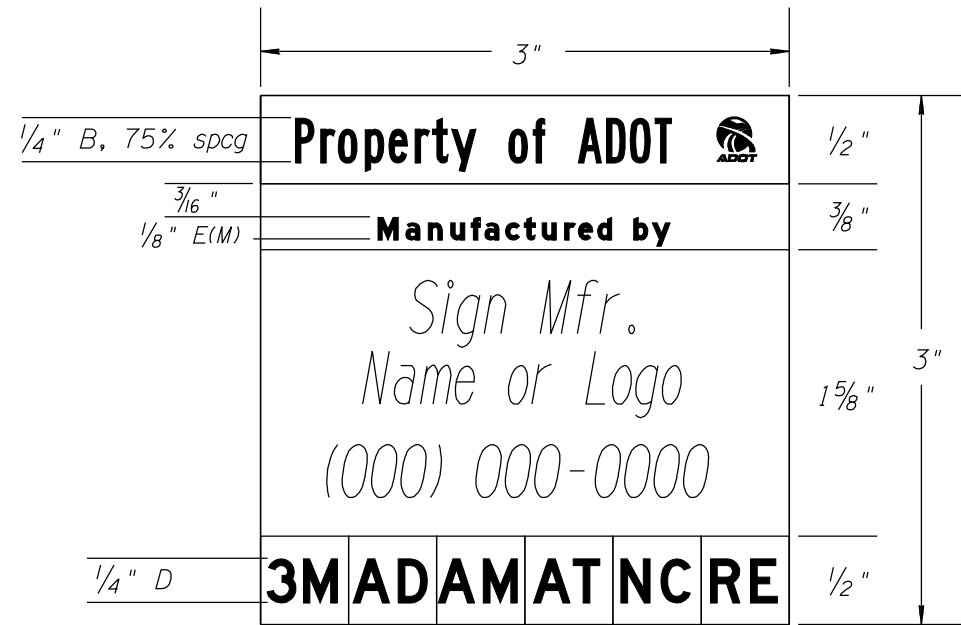 3"
1/4" B, 75% spcg
Property of ADOT
ADOT
1/2"
3/16"
1/8" E(M)
Manufactured by
3/8"
Sign Mfr.
Name or Logo
(000) 000-0000
1 5/8"
3"
1/4" D
3M AD AM AT NC RE
1/2"